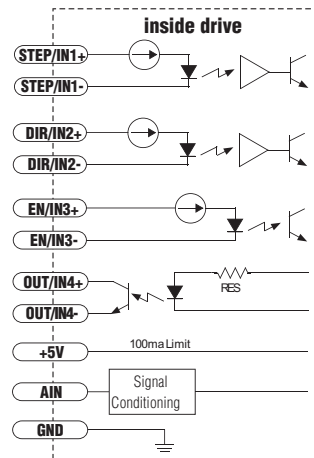 inside drive
STEP/IN1+
STEP/IN1-
DIR/IN2+
DIR/IN2-
EN/IN3+
EN/IN3-
OUT/IN4+
RES
OUT/IN4-
+5V
100ma Limit
AIN
Signal
Conditioning
GND